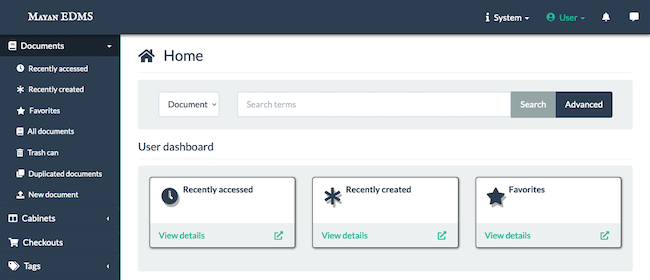 Mayan EDMS
System
User
Documents
Recently accessed
Recently created
Favorites
All documents
Trash can
Duplicated documents
New document
Cabinets
Checkouts
Tags
Home
Document Search terms Search Advanced
User dashboard
Recently accessed
View details
Recently created
View details
Favorites
View details